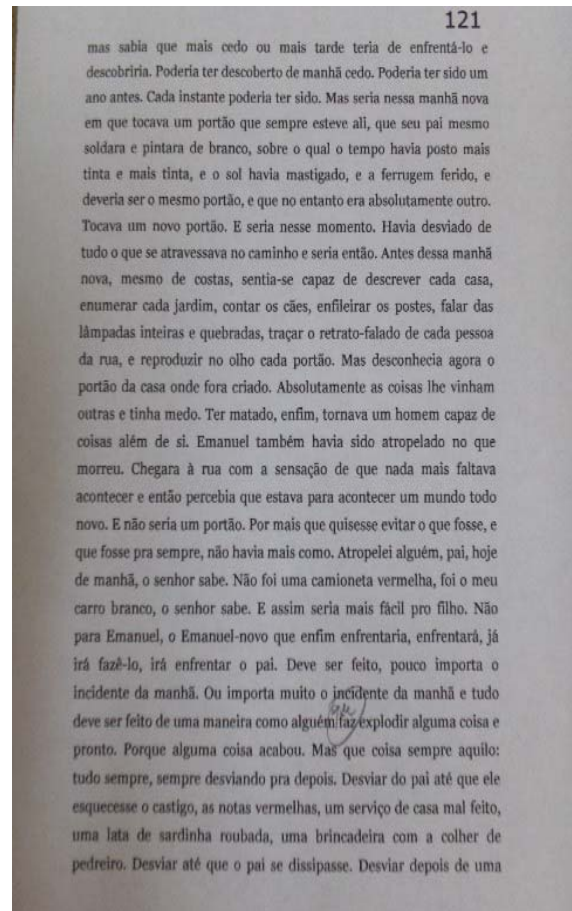 121
mas sabia que mais cedo ou mais tarde teria de enfrentá-lo e
descobriria. Poderia ter descoberto de manhã cedo. Poderia ter sido um
ano antes. Cada instante poderia ter sido. Mas seria nessa manhã nova
em que tocava um portão que sempre esteve ali, que seu pai mesmo
soldara e pintara de branco, sobre o qual o tempo havia posto mais
tinta e mais tinta, e o sol havia mastigado, e a ferrugem ferido, e
deveria ser o mesmo portão, e que no entanto era absolutamente outro.
Tocava um novo portão. E seria nesse momento. Havia desviado de
tudo o que se atravessava no caminho e seria então. Antes dessa manhã
nova, mesmo de costas, sentia-se capaz de descrever cada casa,
enumerar cada jardim, contar os cães, enfileirar os postes, falar das
lâmpadas inteiras e quebradas, traçar o retrato-falado de cada pessoa
da rua, e reproduzir no olho cada portão. Mas desconhecia agora o
portão da casa onde fora criado. Absolutamente as coisas lhe vinham
outras e tinha medo. Ter matado, enfim, tornava um homem capaz de
coisas além de si. Emanuel também havia sido atropelado no que
morreu. Chegara à rua com a sensação de que nada mais faltava
acontecer e então percebia que estava para acontecer um mundo todo
novo. E não seria um portão. Por mais que quisesse evitar o que fosse, e
que fosse pra sempre, não havia mais como. Atropelei alguém, pai, hoje
de manhã, o senhor sabe. Não foi uma camioneta vermelha, foi o meu
carro branco, o senhor sabe. E assim seria mais fácil pro filho. Não
para Emanuel, o Emanuel-novo que enfim enfrentaria, enfrentará, já
irá fazê-lo, irá enfrentar o pai. Deve ser feito, pouco importa o
incidente da manhã. Ou importa muito o incidente da manhã e tudo
que
deve ser feito de uma maneira como alguém faz explodir alguma coisa e
pronto. Porque alguma coisa acabou. Mas que coisa sempre aquilo:
tudo sempre, sempre desviando pra depois. Desviar do pai até que ele
esquecesse o castigo, as notas vermelhas, um serviço de casa mal feito,
uma lata de sardinha roubada, uma brincadeira com a colher de
pedreiro. Desviar até que o pai se dissipasse. Desviar depois de uma